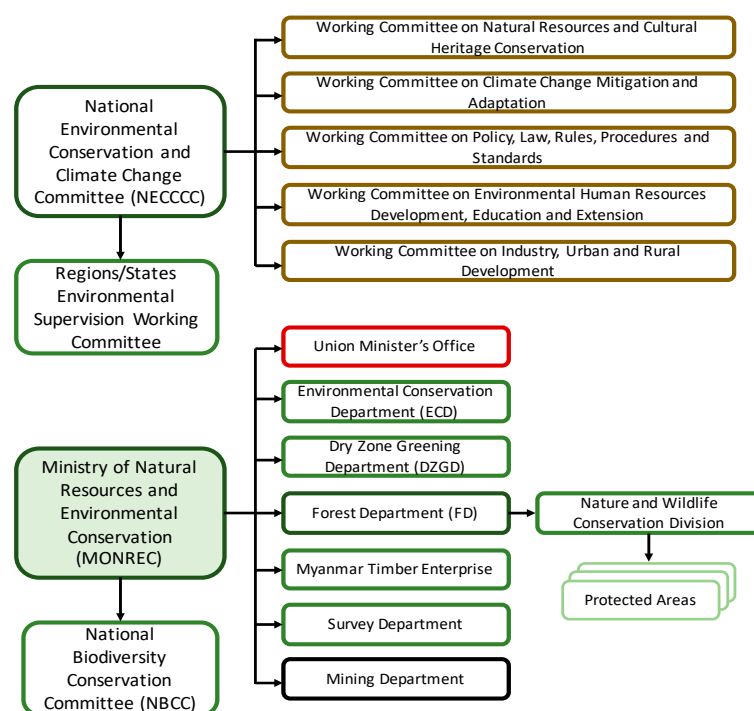 National
Environmental
Conservation and
Climate Change
Committee (NECCCC)
Regions/States
Environmental
Supervision Working
Committee
Working Committee on Natural Resources and Cultural
Heritage Conservation
Working Committee on Climate Change Mitigation and
Adaptation
Working Committee on Policy, Law, Rules, Procedures and
Standards
Working Committee on Environmental Human Resources
Development, Education and Extension
Working Committee on Industry, Urban and Rural
Development
Ministry of Natural
Resources and
Environmental
Conservation
(MONREC)
National
Biodiversity
Conservation
Committee (NBCC)
Union Minister's Office
Environmental Conservation
Department (ECD)
Dry Zone Greening
Department (DZGD)
Forest Department (FD)
Myanmar Timber Enterprise
Survey Department
Mining Department
Nature and Wildlife
Conservation Division
Protected Areas